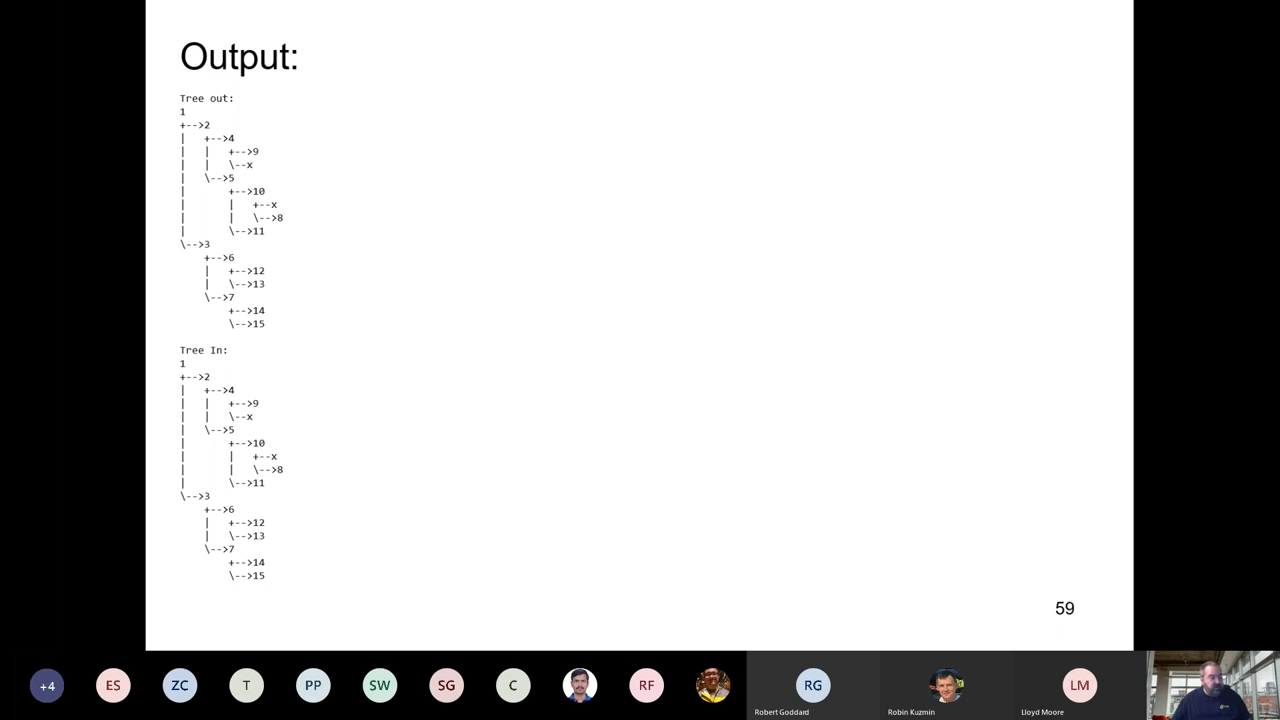 Output:
Tree out:
1
+-->2
|   +-->4
|   |   +-->9
|   |   \--x
|   \-->5
|       +-->10
|       |   +--x
|       |   \-->8
|       \-->11
\-->3
    +-->6
    |   +-->12
    |   \-->13
    \-->7
        +-->14
        \-->15
Tree In:
1
+-->2
|   +-->4
|   |   +-->9
|   |   \--x
|   \-->5
|       +-->10
|       |   +--x
|       |   \-->8
|       \-->11
\-->3
    +-->6
    |   +-->12
    |   \-->13
    \-->7
        +-->14
        \-->15
59
+4 ES ZC T PP SW SG C RF RG LM
Robert Goddard Robin Kuzmin Lloyd Moore